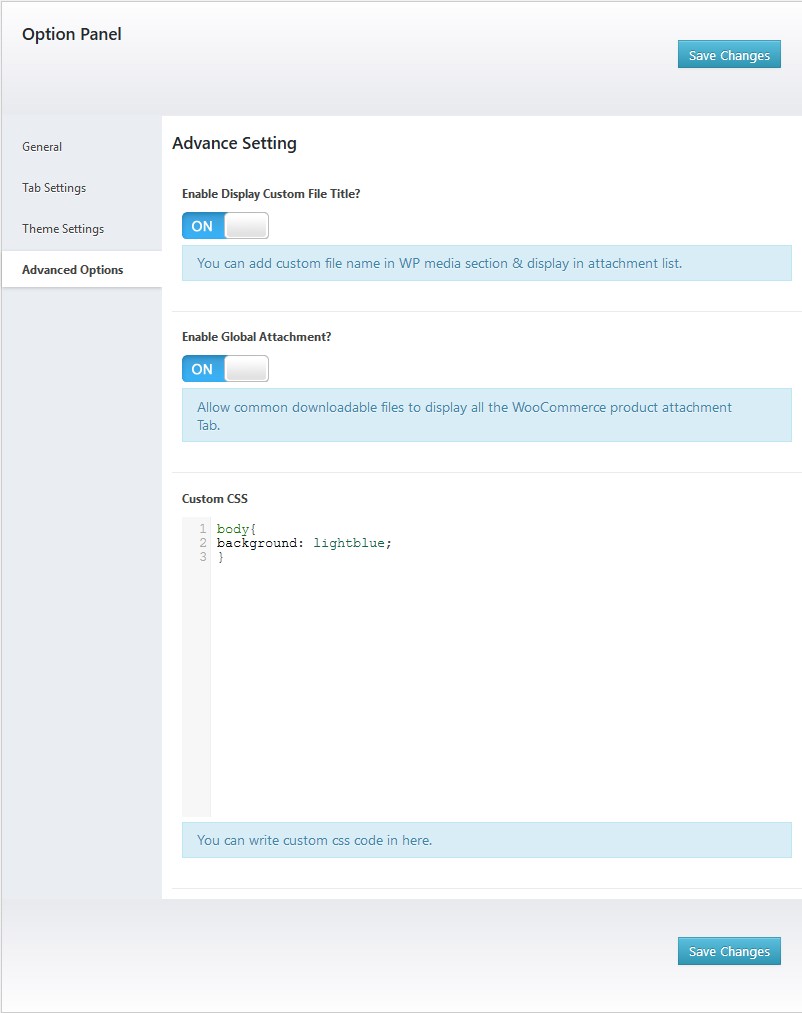 Option Panel
Save Changes
General
Tab Settings
Theme Settings
Advanced Options
Advance Setting
Enable Display Custom File Title?
ON
You can add custom file name in WP media section & display in attachment list.
Enable Global Attachment?
ON
Allow common downloadable files to display all the WooCommerce product attachment
Tab.
Custom CSS
1 body{
2 background: lightblue;
3 }
You can write custom css code in here.
Save Changes